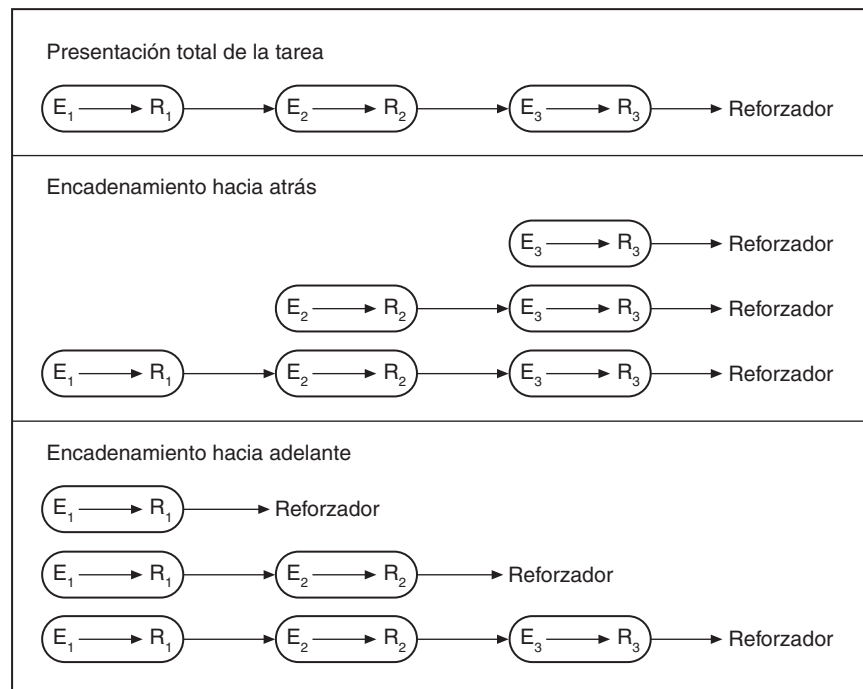 Presentación total de la tarea
E₁ → R₁ → E₂ → R₂ → E₃ → R₃ → Reforzador
Encadenamiento hacia atrás
E₃ → R₃ → Reforzador
E₂ → R₂ → E₃ → R₃ → Reforzador
E₁ → R₁ → E₂ → R₂ → E₃ → R₃ → Reforzador
Encadenamiento hacia adelante
E₁ → R₁ → Reforzador
E₁ → R₁ → E₂ → R₂ → Reforzador
E₁ → R₁ → E₂ → R₂ → E₃ → R₃ → Reforzador